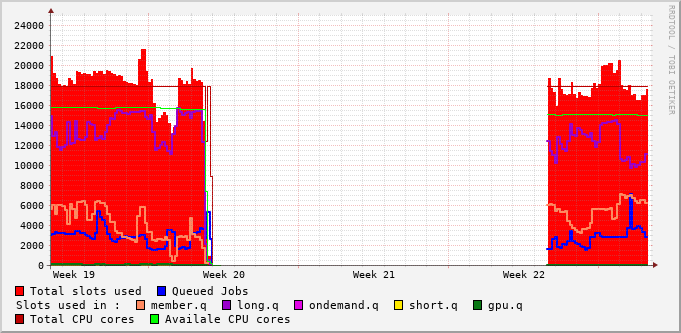 24000
22000
20000
18000
16000
14000
12000
10000
8000
6000
4000
2000
0
Week 19 Week 20 Week 21 Week 22
RRDTOOL / TOBI OETIKER
Total slots used Queued Jobs
Slots used in : member.q long.q ondemand.q short.q gpu.q
Total CPU cores Availale CPU cores